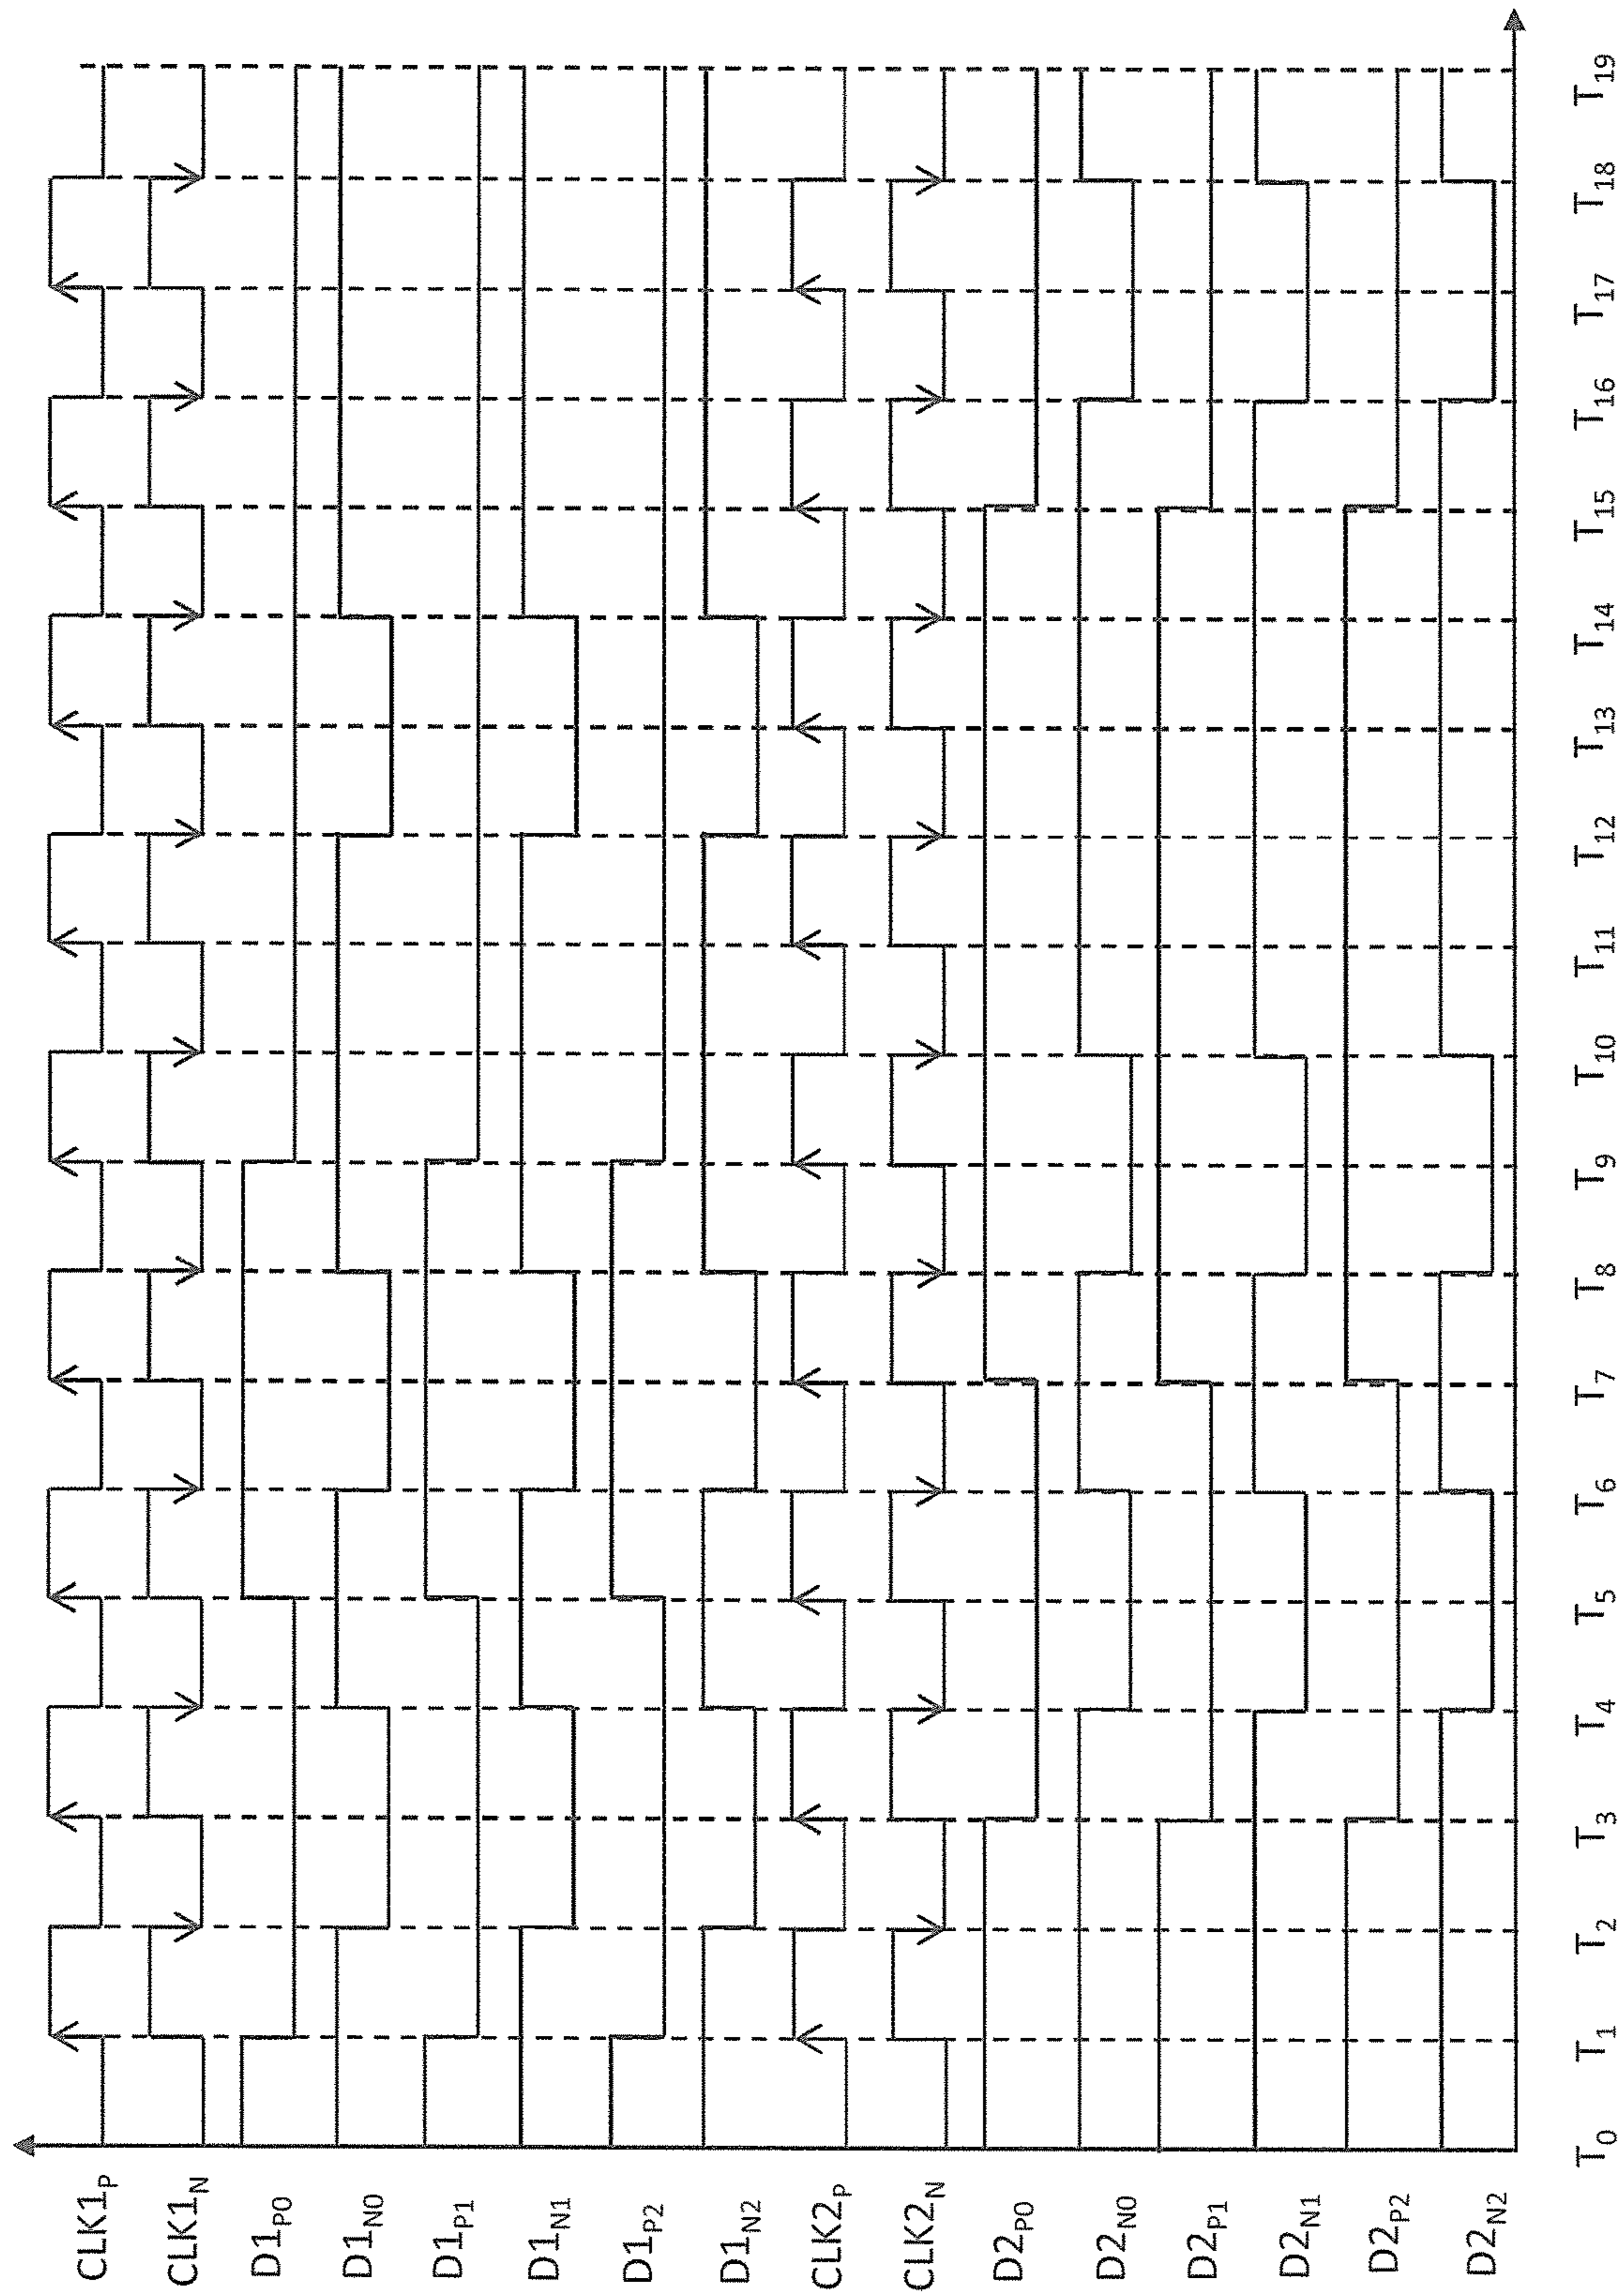 CLK1P
CLK1N
D1P0
D1N0
D1P1
D1N1
D1P2
D1N2
CLK2P
CLK2N
D2P0
D2N0
D2P1
D2N1
D2P2
D2N2
T0 T1 T2 T3 T4 T5 T6 T7 T8 T9 T10 T11 T12 T13 T14 T15 T16 T17 T18 T19